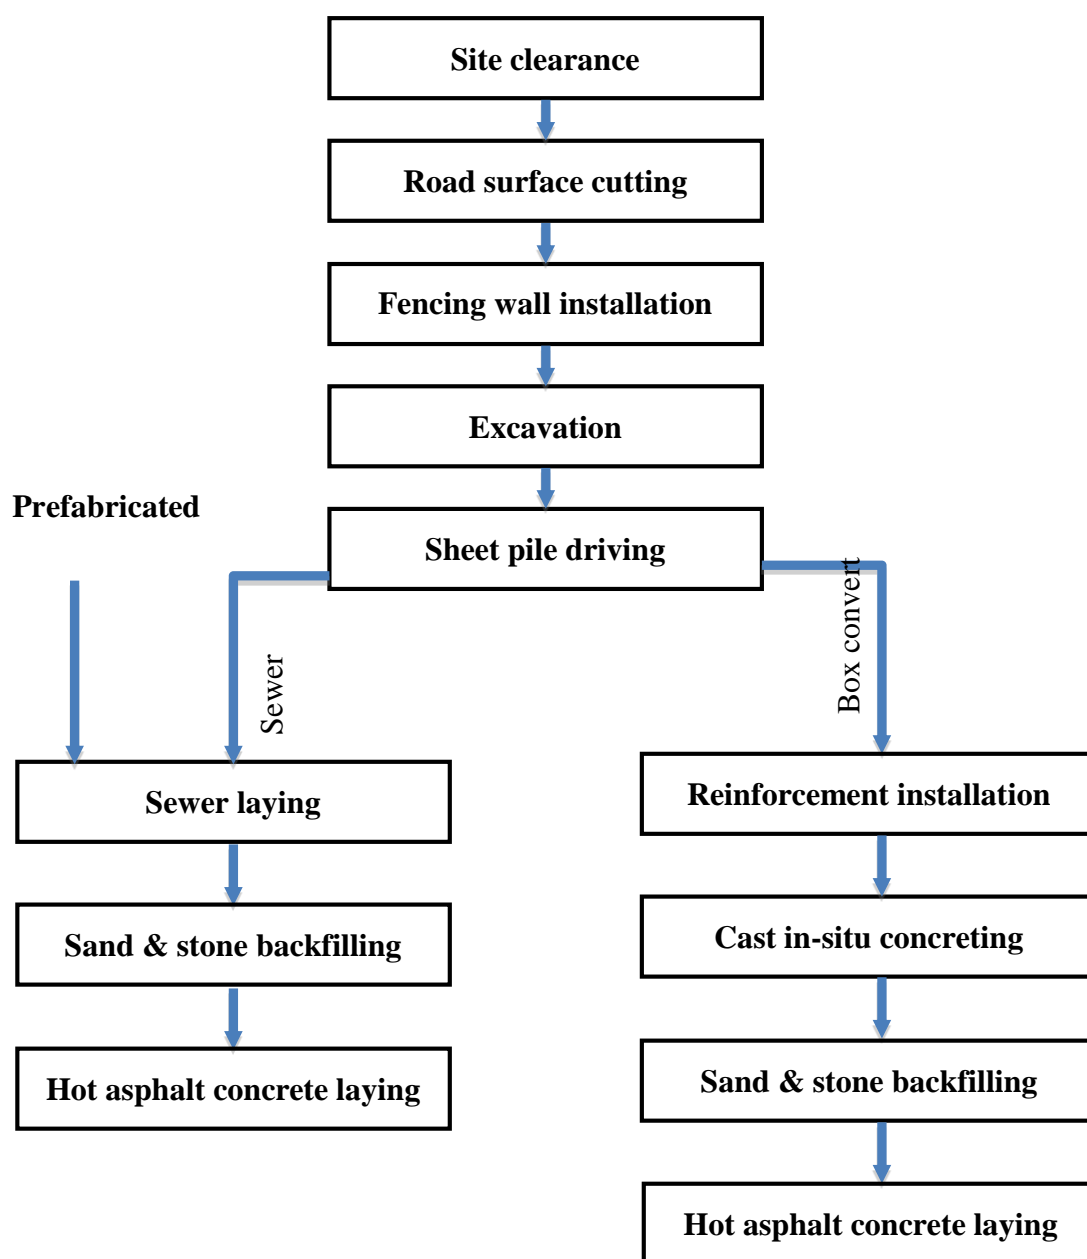 Site clearance
Road surface cutting
Fencing wall installation
Excavation
Prefabricated
Sheet pile driving
Sewer
Box convert
Sewer laying
Reinforcement installation
Sand & stone backfilling
Cast in-situ concreting
Hot asphalt concrete laying
Sand & stone backfilling
Hot asphalt concrete laying